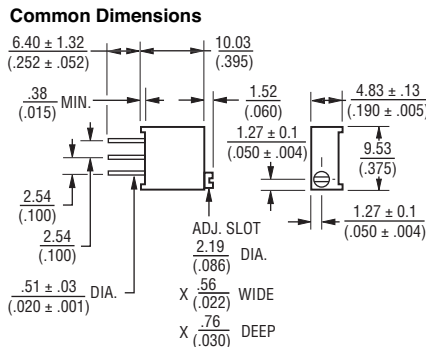 Common Dimensions
6.40 ± 1.32
(.252 ± .052)
10.03
(.395)
.38
(.015)
MIN.
1.52
(.060)
4.83 ± .13
(.190 ± .005)
1.27 ± 0.1
(.050 ± .004)
9.53
(.375)
2.54
(.100)
2.54
(.100)
1.27 ± 0.1
(.050 ± .004)
.51 ± .03
(.020 ± .001)
DIA.
ADJ. SLOT
2.19
(.086)
DIA.
X .56
(.022)
WIDE
X .76
(.030)
DEEP